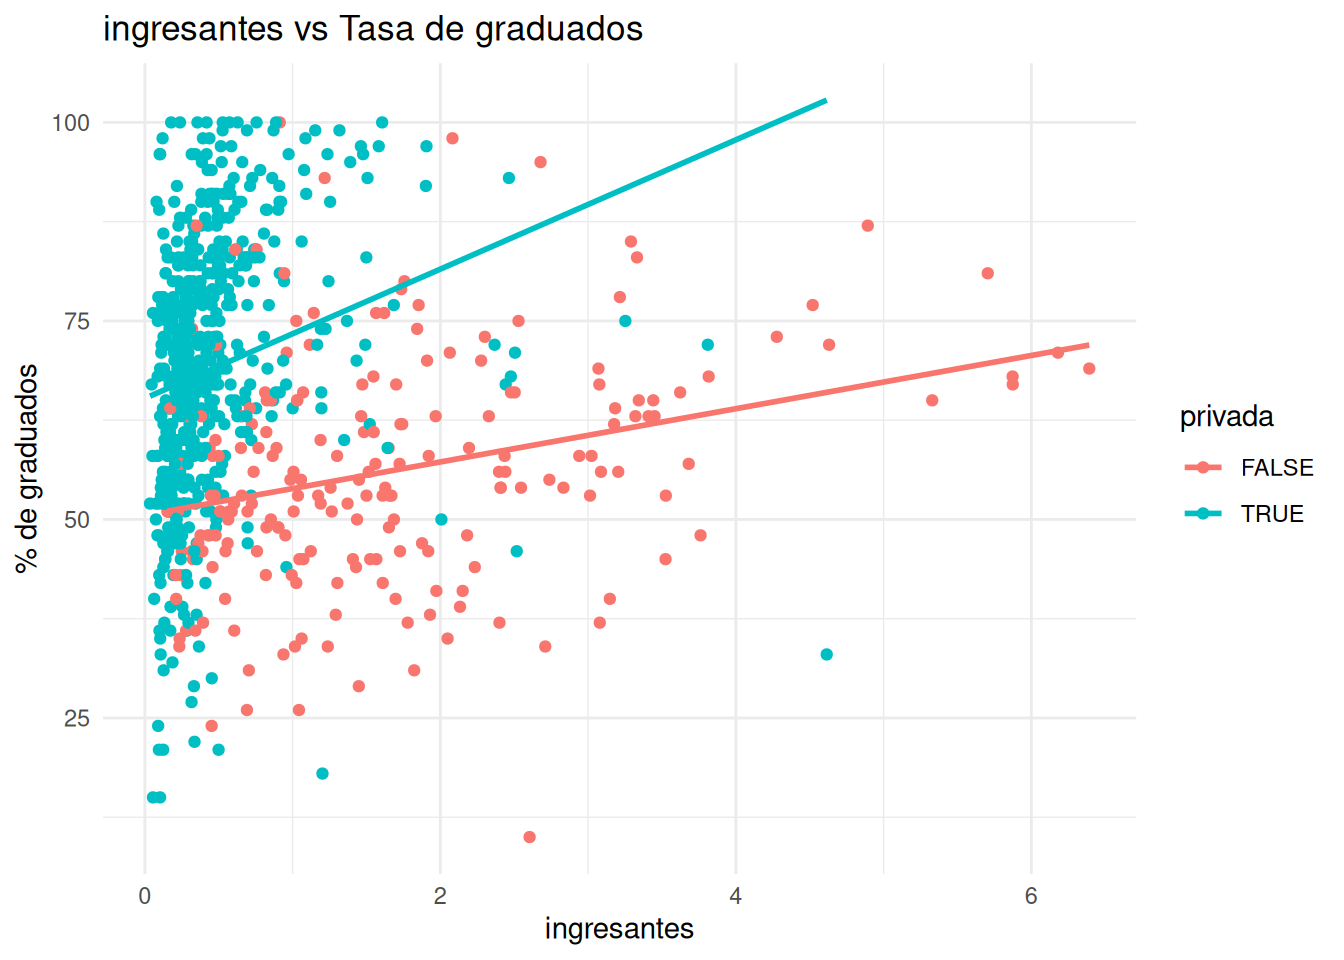 ingresantes vs Tasa de graduados
100
75
50
25
% de graduados
0
2
4
6
ingresantes
privada
FALSE
TRUE